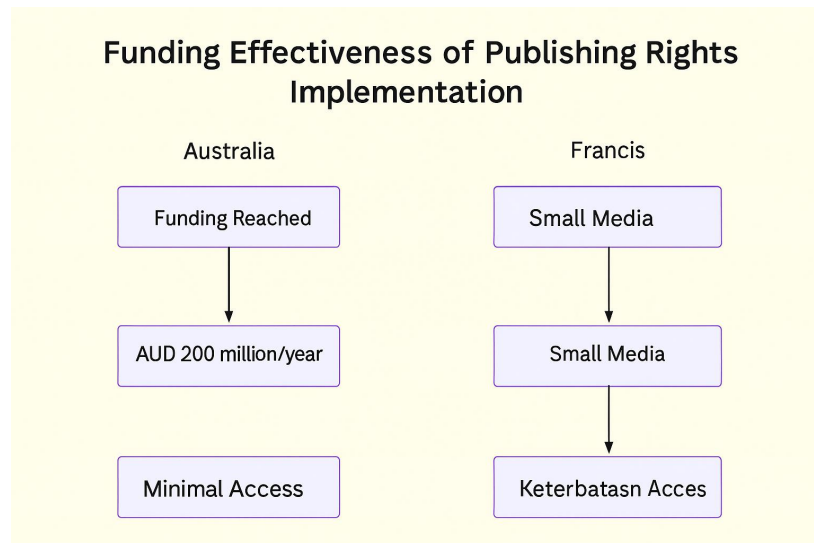 Funding Effectiveness of Publishing Rights
Implementation
Australia
Funding Reached
AUD 200 million/year
Minimal Access
Francis
Small Media
Small Media
Keterbatasn Acces